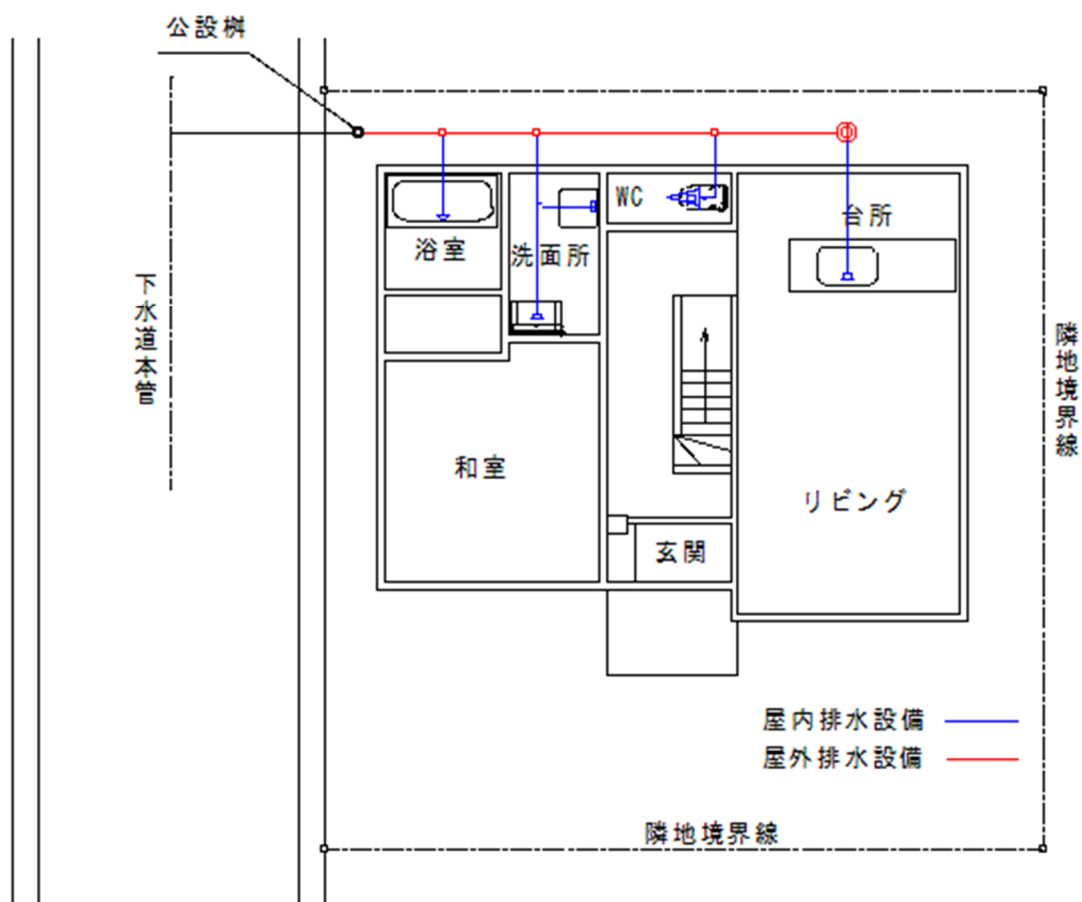 公設桝
WC
台所
浴室
洗面所
下水道本管
隣地境界線
和室
リビング
玄関
屋内排水設備
屋外排水設備
隣地境界線